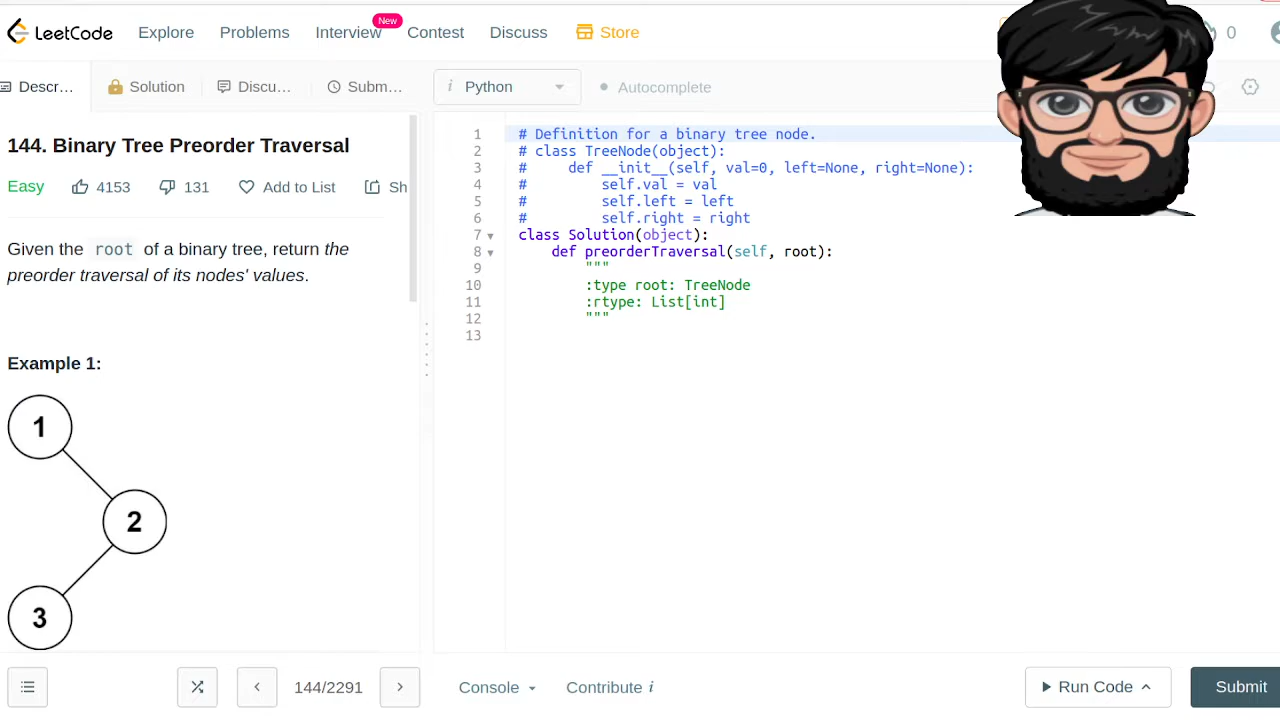 LeetCode Explore Problems Interview New Contest Discuss Store 0
Descr... Solution Discu... Subm... i Python Autocomplete
144. Binary Tree Preorder Traversal
Easy 4153 131 Add to List Sh
Given the root of a binary tree, return the
preorder traversal of its nodes' values.
Example 1:
1
2
3
1 # Definition for a binary tree node.
2 # class TreeNode(object):
3 #     def __init__(self, val=0, left=None, right=None):
4 #         self.val = val
5 #         self.left = left
6 #         self.right = right
7 class Solution(object):
8     def preorderTraversal(self, root):
9         """
10         :type root: TreeNode
11         :rtype: List[int]
12         """
13
144/2291 Console Contribute i Run Code Submit